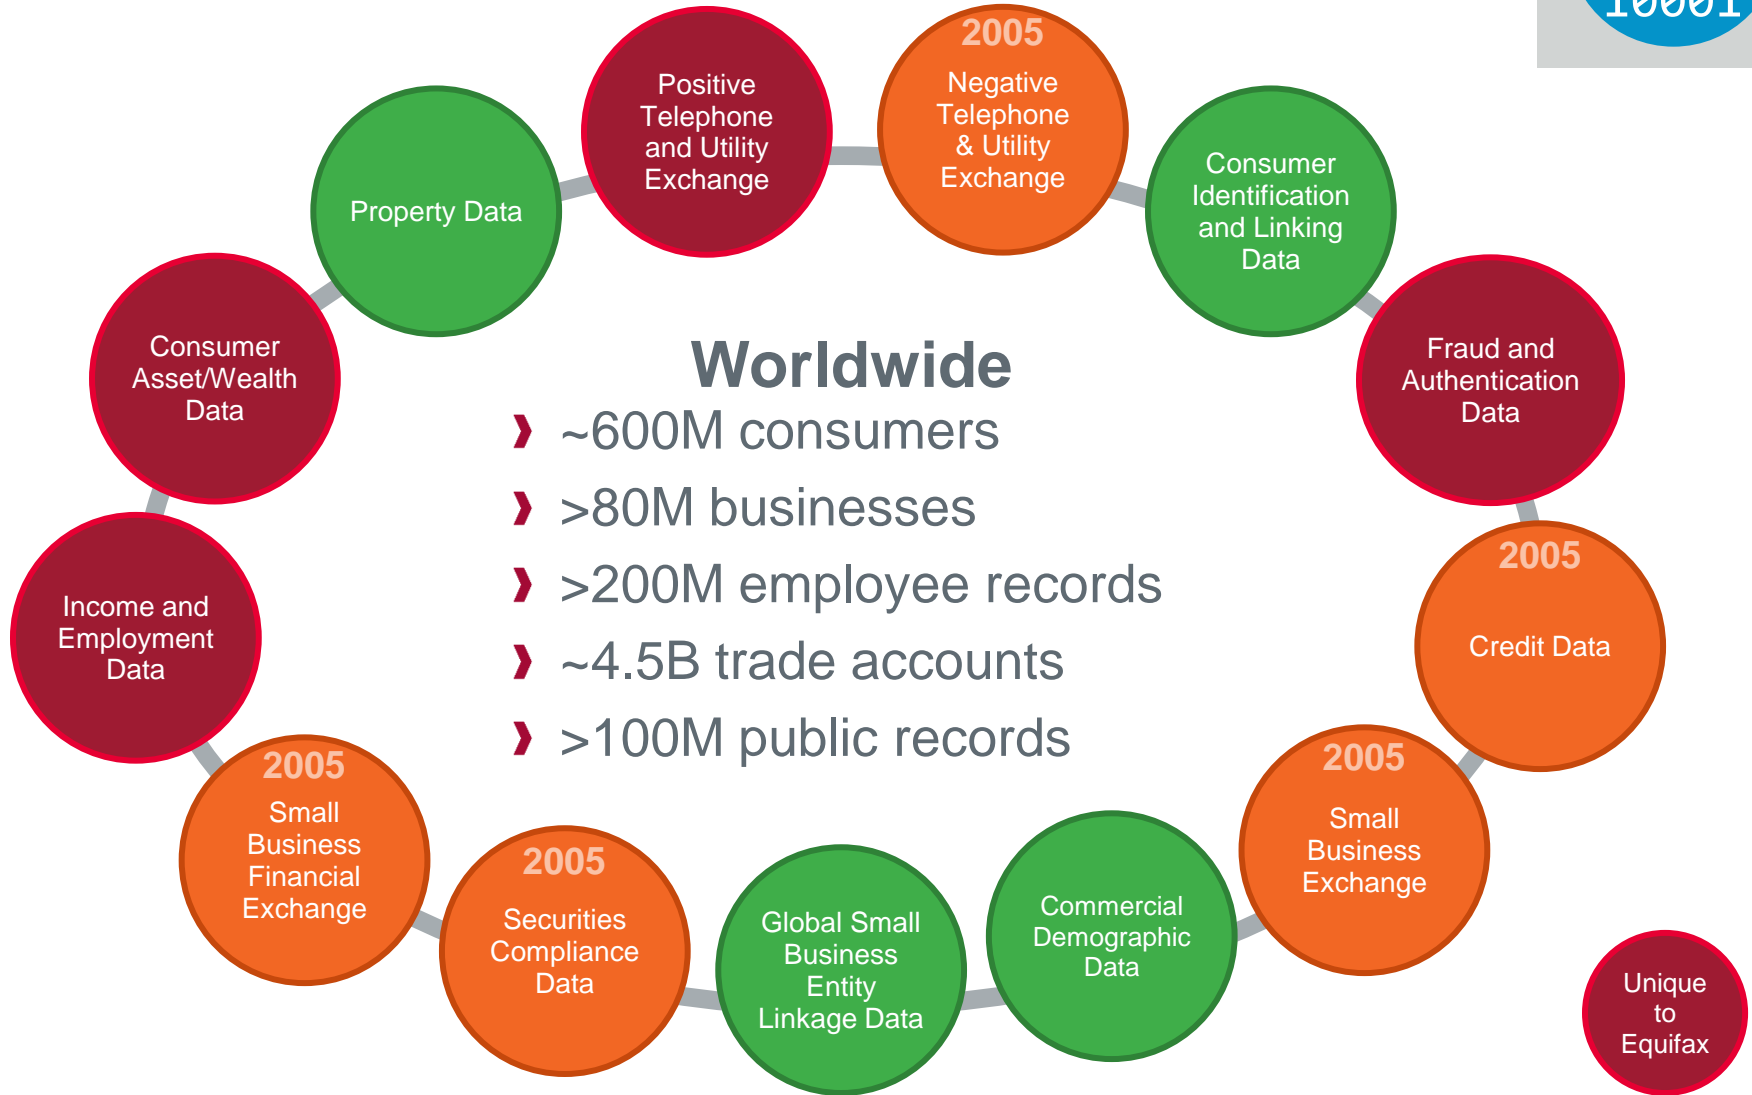 10001
2005
Positive
Telephone
and Utility
Exchange
Negative
Telephone
& Utility
Exchange
Consumer
Identification
and Linking
Data
Property Data
Fraud and
Authentication
Data
Consumer
Asset/Wealth
Data
Worldwide
~600M consumers
>80M businesses
>200M employee records
~4.5B trade accounts
>100M public records
2005
Credit Data
Income and
Employment
Data
2005
Small
Business
Exchange
2005
Small
Business
Financial
Exchange
2005
Securities
Compliance
Data
Global Small
Business
Entity
Linkage Data
Commercial
Demographic
Data
Unique
to
Equifax